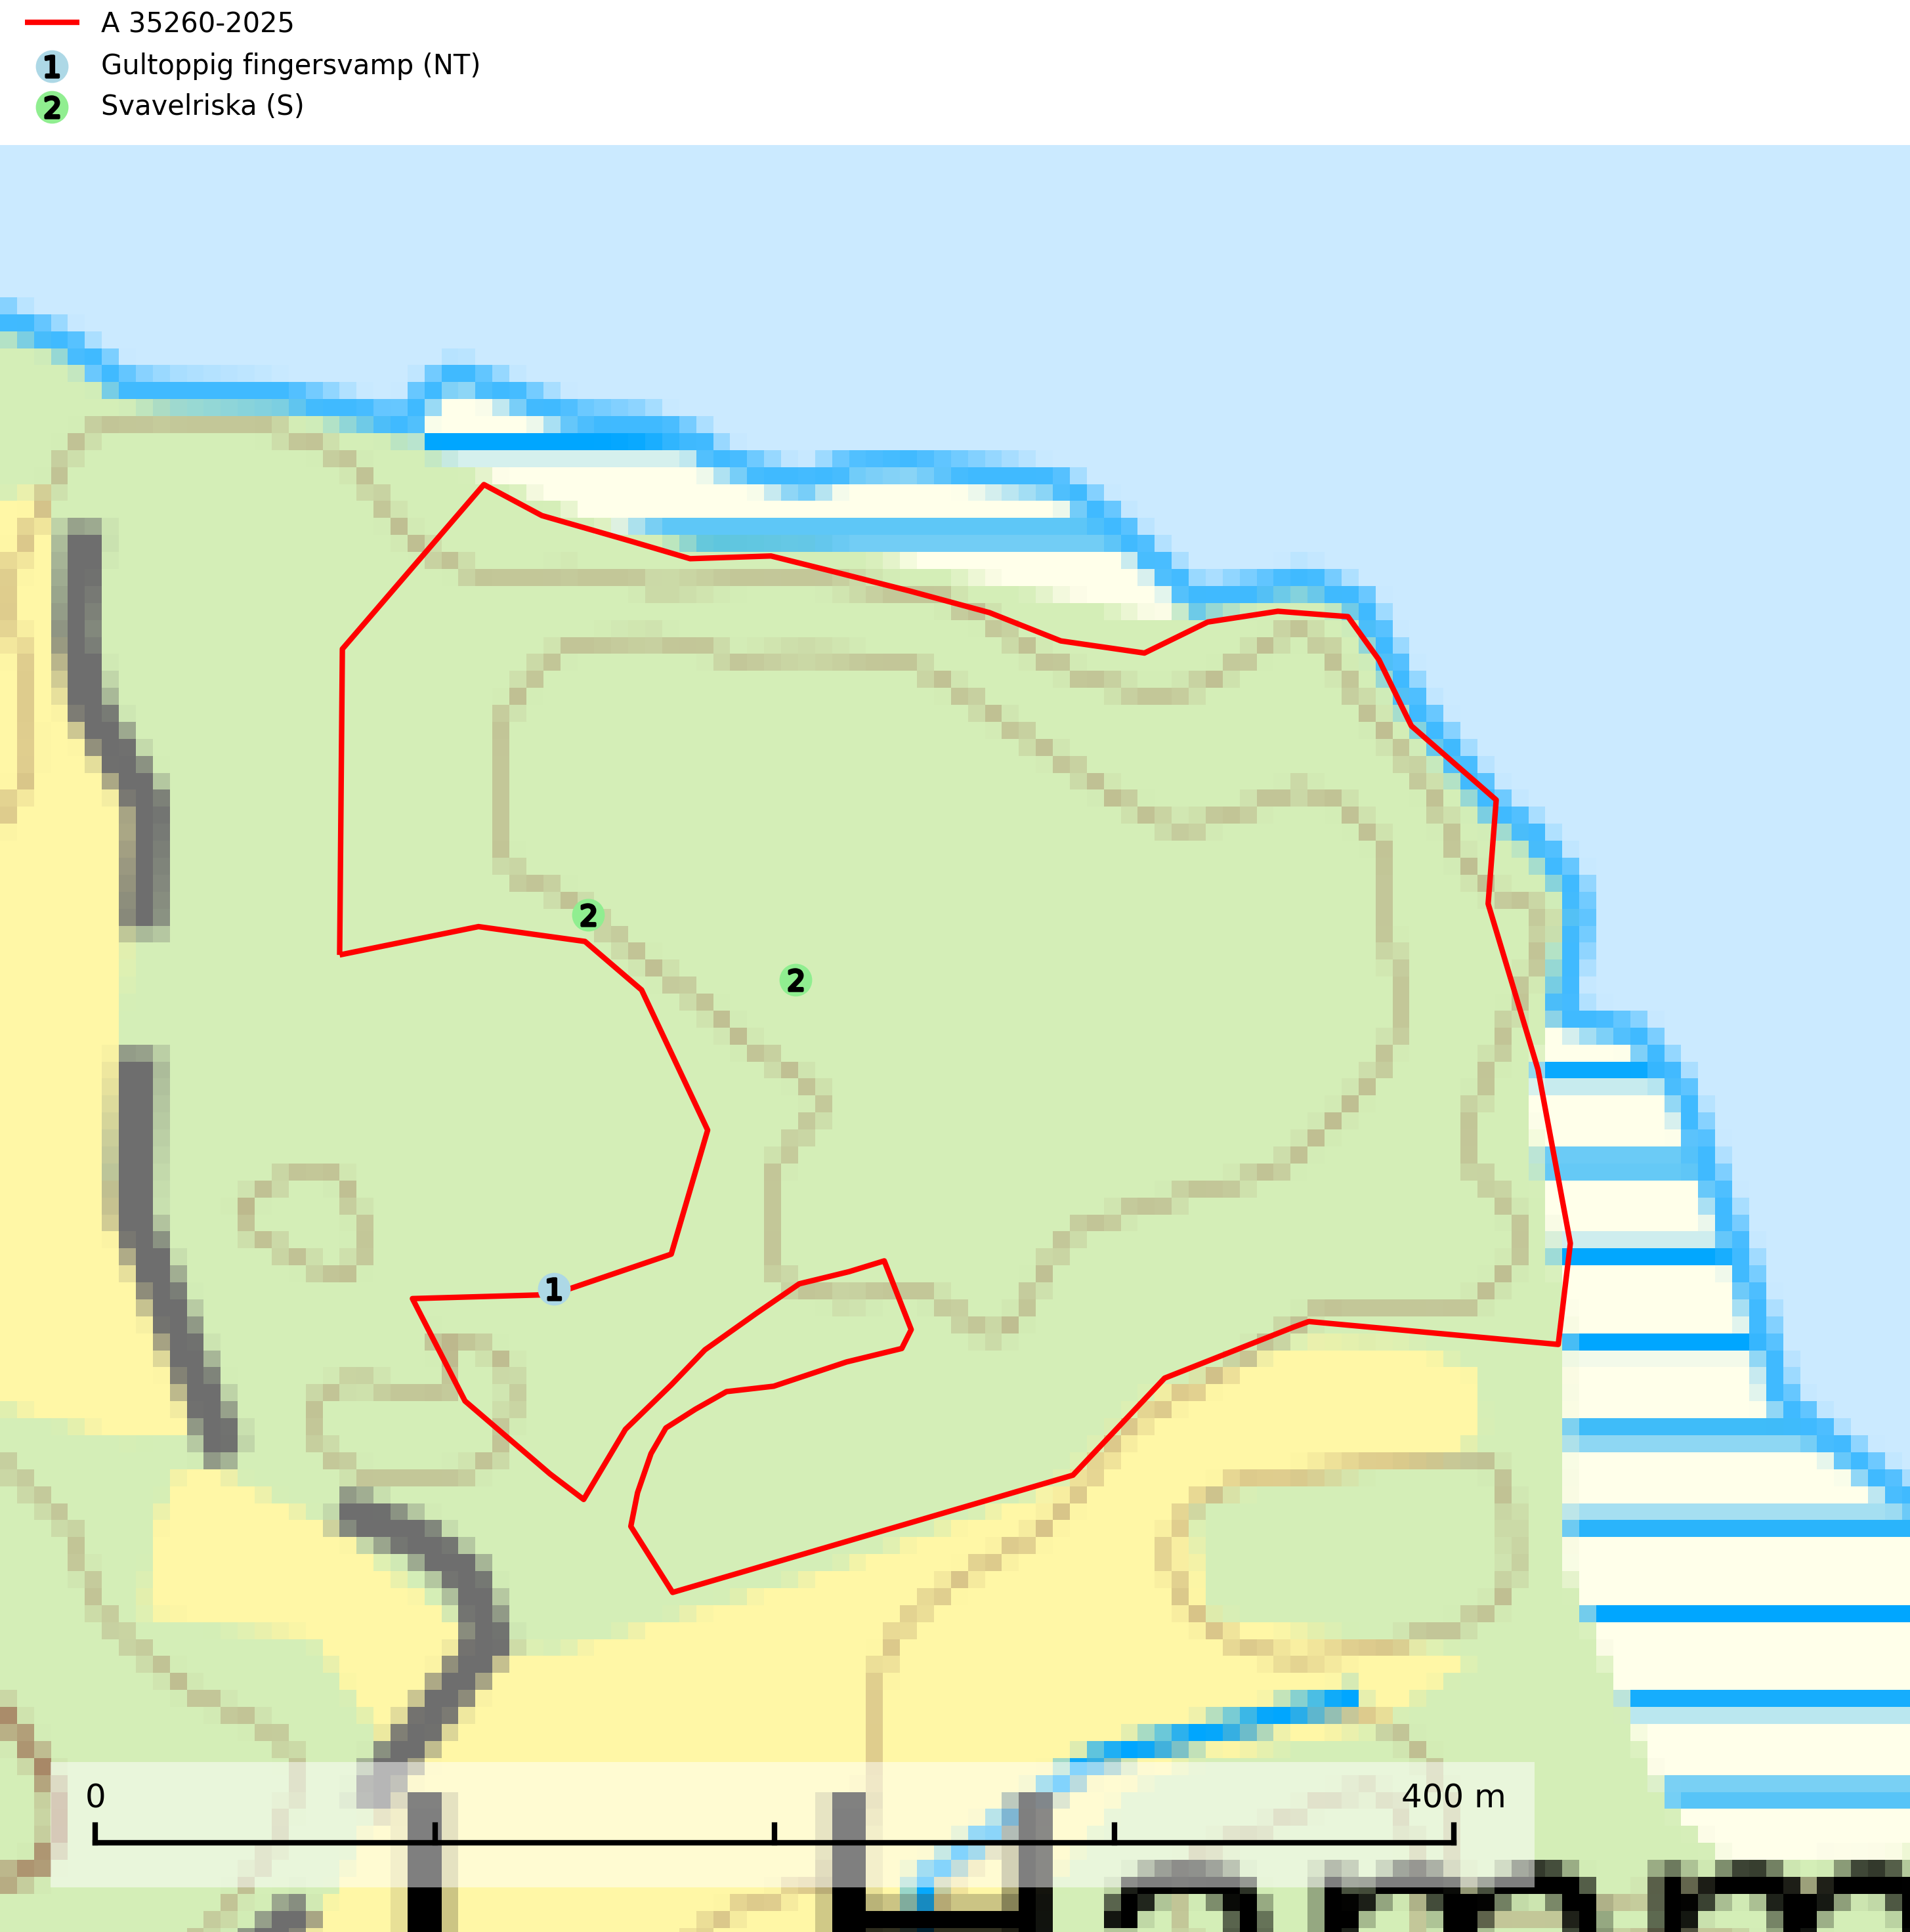 A 35260-2025
1 Gultoppig fingersvamp (NT)
2 Svavelriska (S)
2
2
1
0 400 m